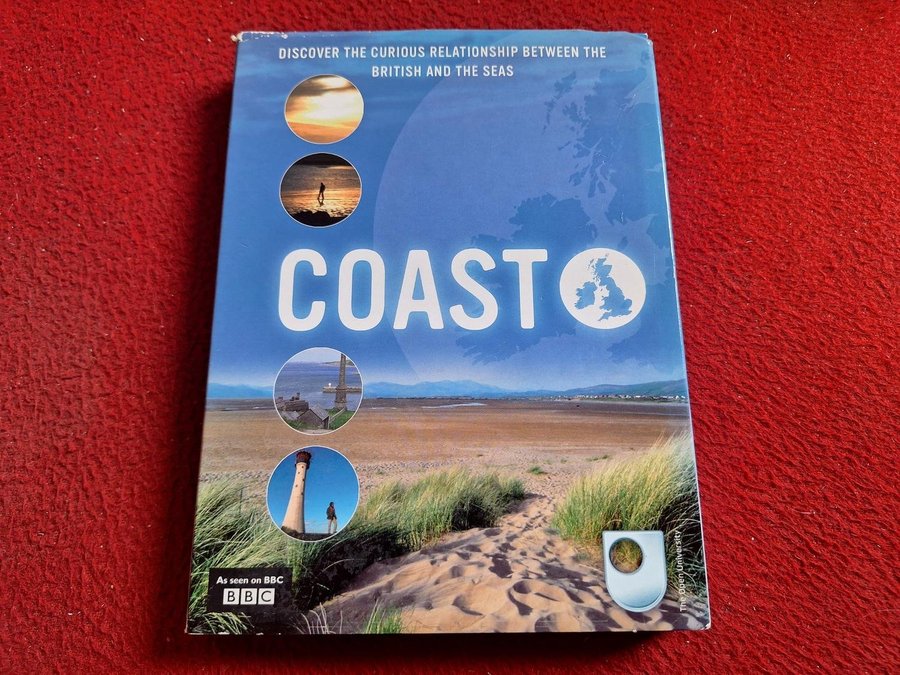 DISCOVER THE CURIOUS RELATIONSHIP BETWEEN THE
BRITISH AND THE SEAS
COAST
As seen on BBC
BBC
The Open University